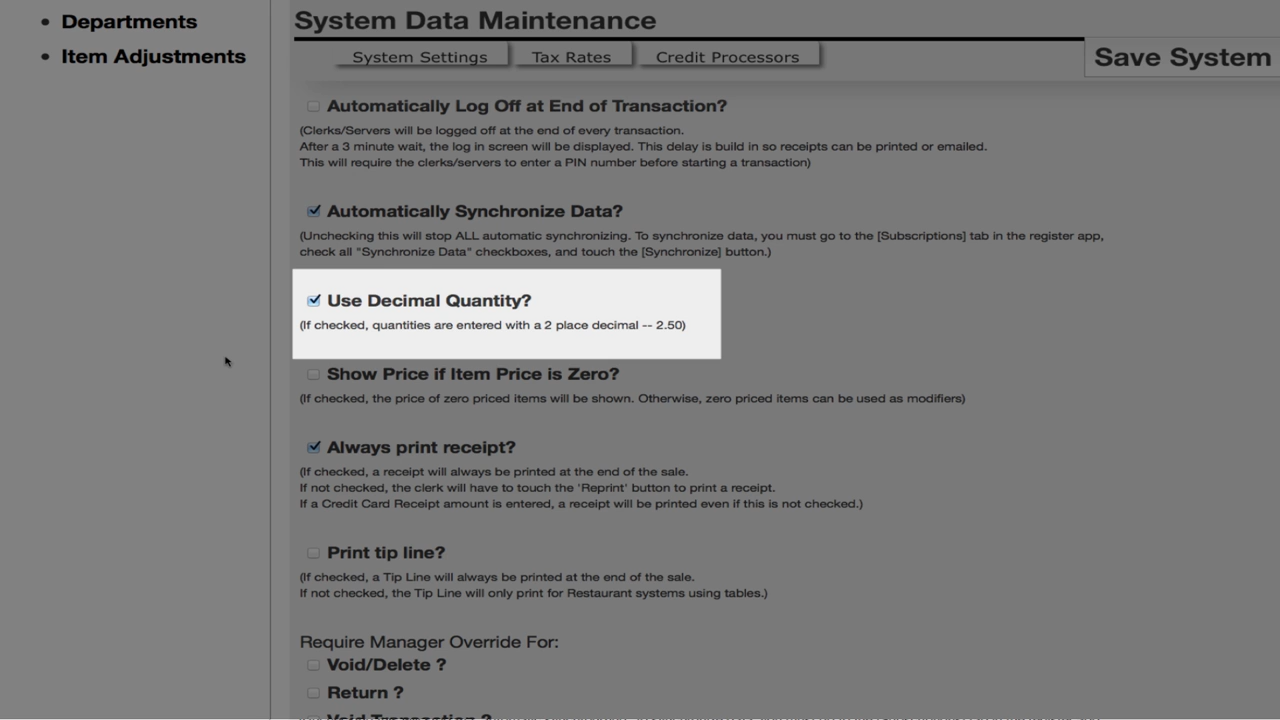 Departments
Item Adjustments
System Data Maintenance
System Settings
Tax Rates
Credit Processors
Save System
Automatically Log Off at End of Transaction?
(Clerks/Servers will be logged off at the end of every transaction.
After a 3 minute wait, the log in screen will be displayed. This delay is build in so receipts can be printed or emailed.
This will require the clerks/servers to enter a PIN number before starting a transaction)
Automatically Synchronize Data?
(Unchecking this will stop ALL automatic synchronizing. To synchronize data, you must go to the [Subscriptions] tab in the register app,
check all "Synchronize Data" checkboxes, and touch the [Synchronize] button.)
Use Decimal Quantity?
(If checked, quantities are entered with a 2 place decimal -- 2.50)
Show Price if Item Price is Zero?
(If checked, the price of zero priced items will be shown. Otherwise, zero priced items can be used as modifiers)
Always print receipt?
(If checked, a receipt will always be printed at the end of the sale.
If not checked, the clerk will have to touch the 'Reprint' button to print a receipt.
If a Credit Card Receipt amount is entered, a receipt will be printed even if this is not checked.)
Print tip line?
(If checked, a Tip Line will always be printed at the end of the sale.
If not checked, the Tip Line will only print for Restaurant systems using tables.)
Require Manager Override For:
Void/Delete ?
Return ?